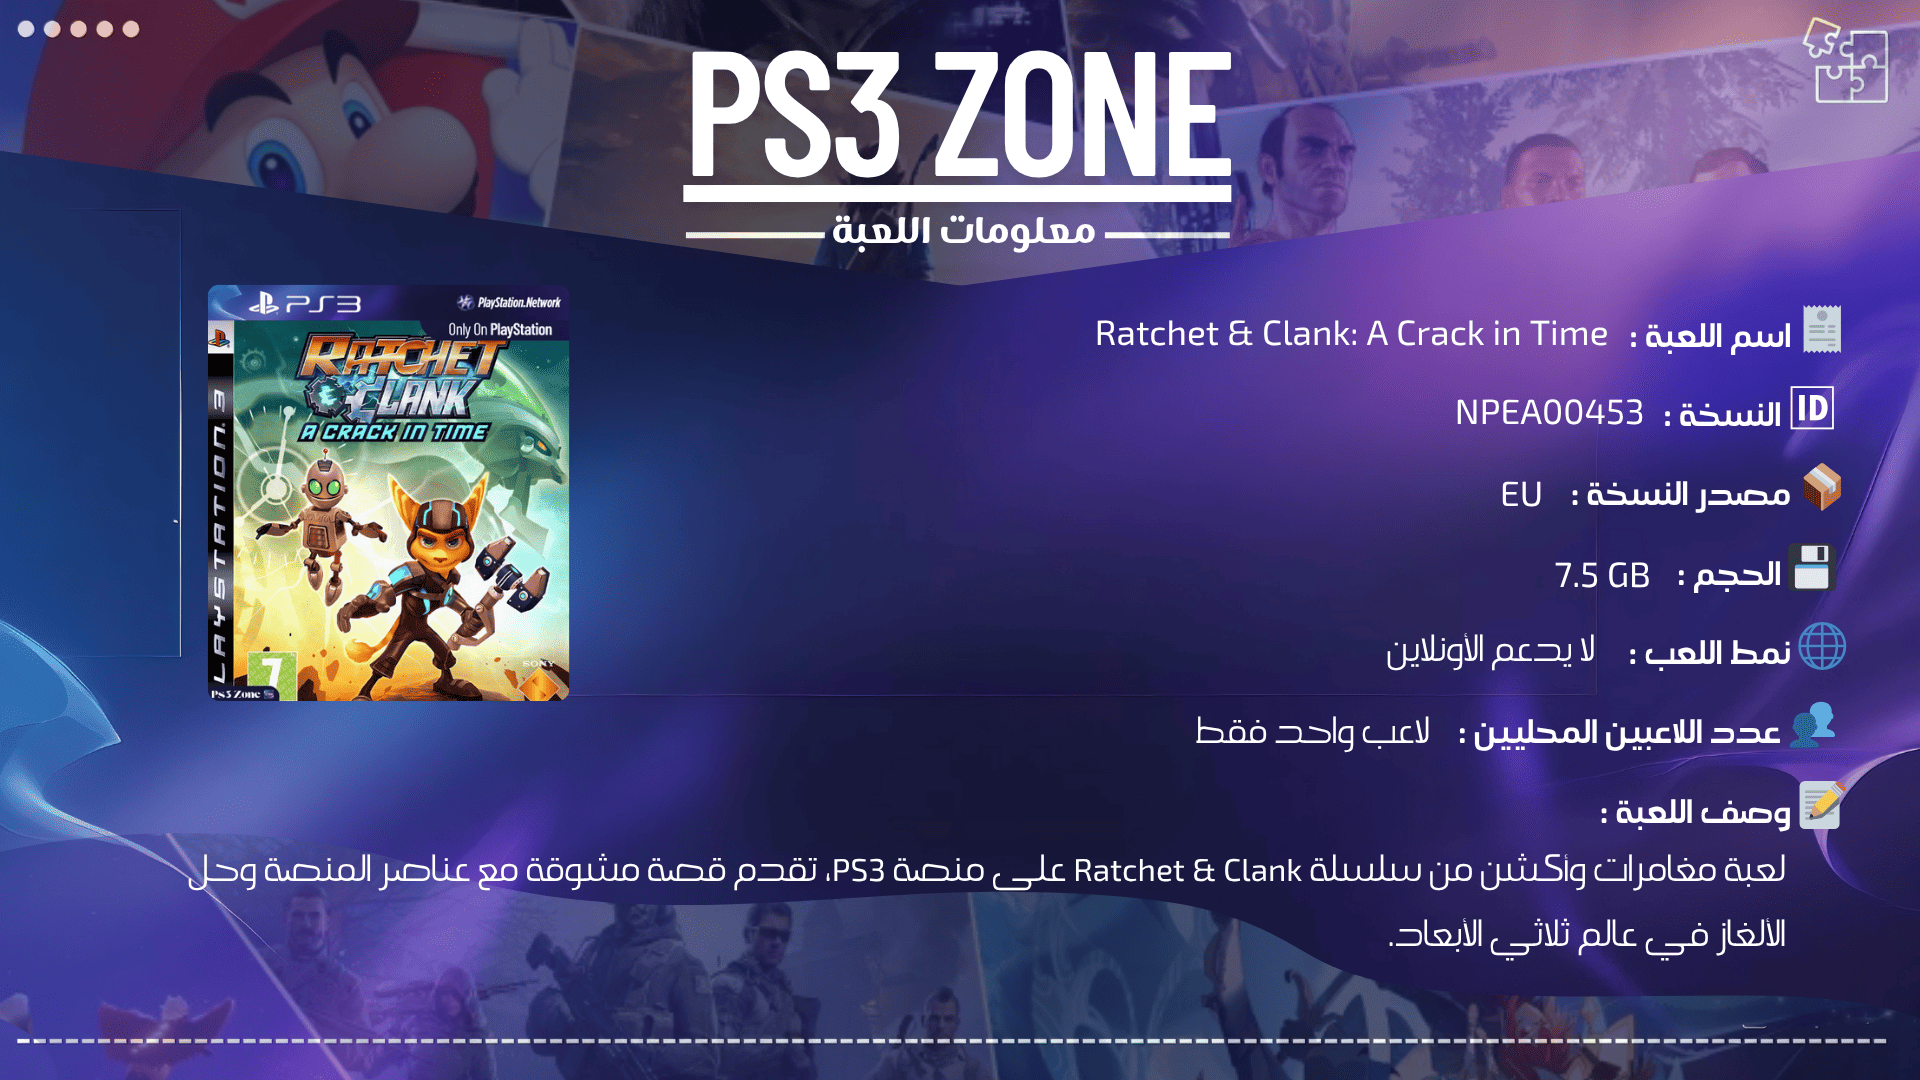 PS3 ZONE
معلومات اللعبة
PS3
PlayStation.Network
Only On PlayStation
PLAYSTATION.3
RATCHET
& CLANK
A CRACK IN TIME
SONY
7
Ps3 Zone
اسم اللعبة : Ratchet & Clank: A Crack in Time
ID النسخة : NPEA00453
مصدر النسخة : EU
الحجم : 7.5 GB
نمط اللعب : لا يدعم الأونلاين
عدد اللاعبين المحليين : لاعب واحد فقط
وصف اللعبة :
لعبة مغامرات وأكشن من سلسلة Ratchet & Clank على منصة PS3، تقدم قصة مشوقة مع عناصر المنصة وحل
الألغاز في عالم ثلاثي الأبعاد.